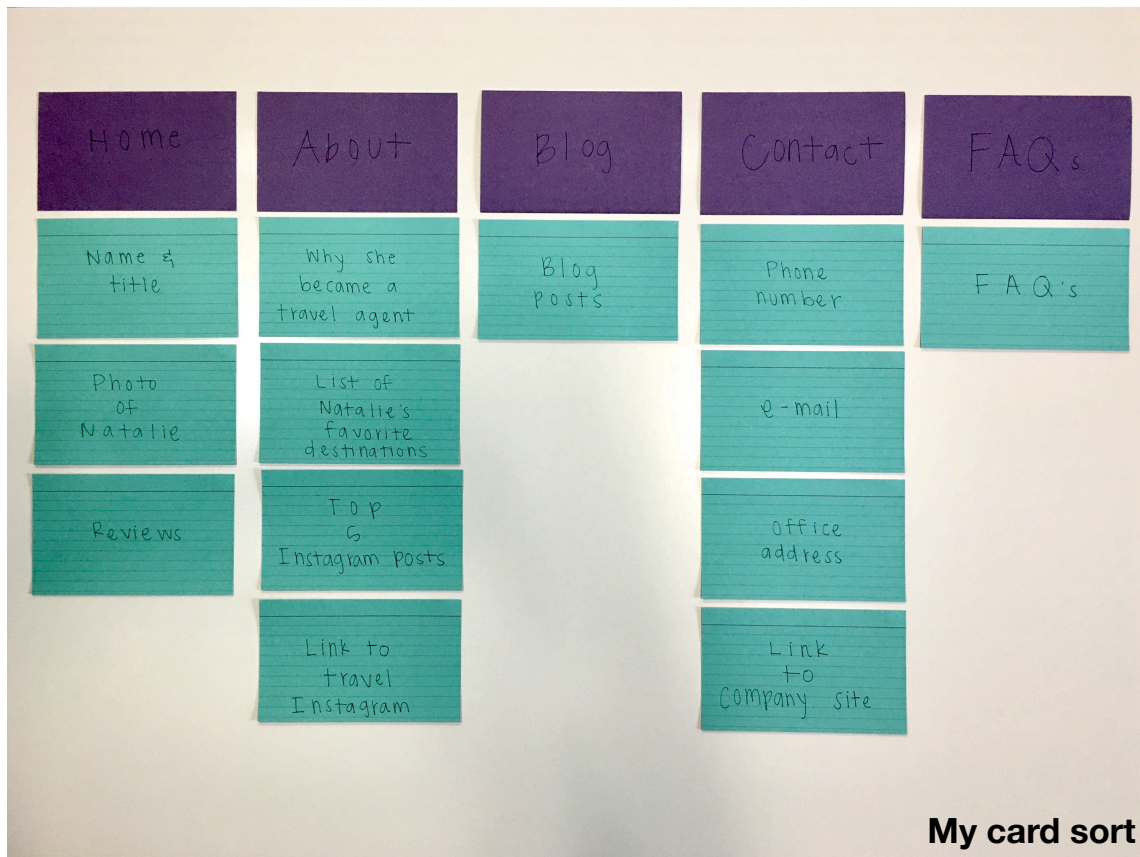 Home
Name &
title
Photo
of
Natalie
Reviews
About
Why she
became a
travel agent
List of
Natalie's
favorite
destinations
Top
5
Instagram posts
Link to
travel
Instagram
Blog
Blog
posts
Contact
Phone
number
e-mail
office
address
Link
to
Company site
FAQs
FAQ's
My card sort